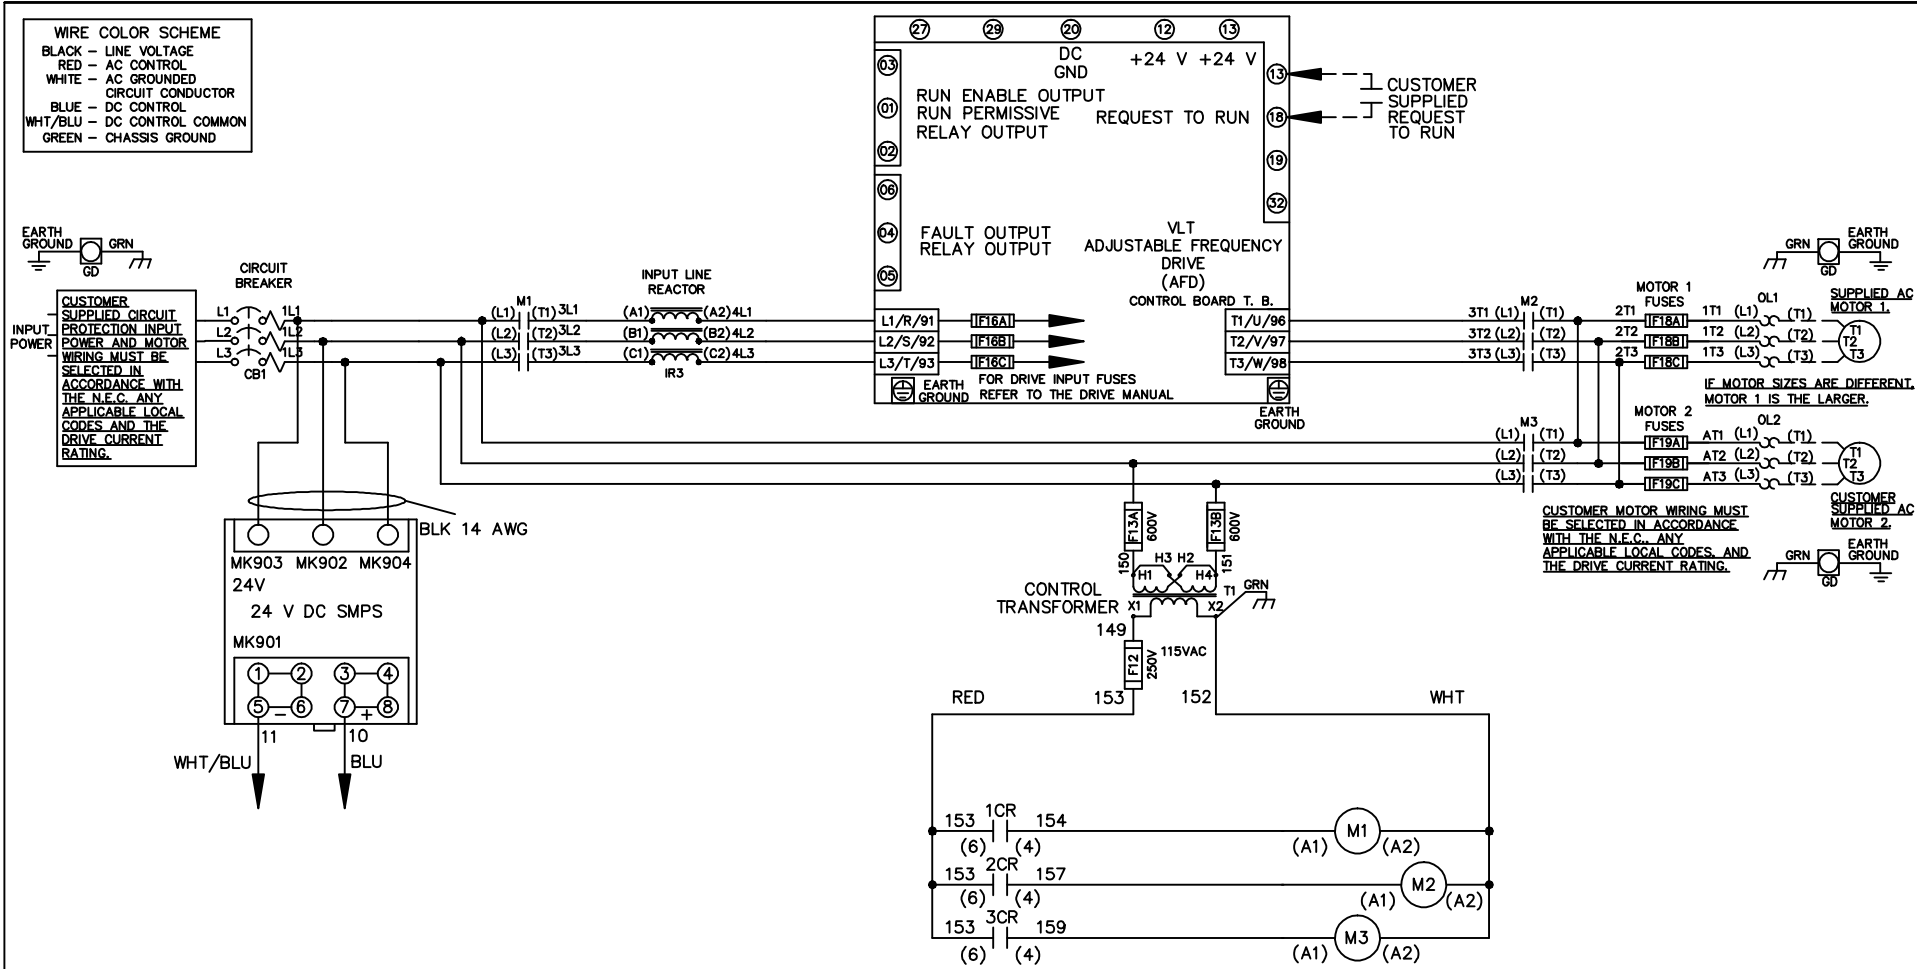 WIRE COLOR SCHEME
BLACK – LINE VOLTAGE
RED – AC CONTROL
WHITE – AC GROUNDED
CIRCUIT CONDUCTOR
BLUE – DC CONTROL
WHT/BLU – DC CONTROL COMMON
GREEN – CHASSIS GROUND
27 29 20 12 13
DC
GND
+24 V +24 V
03
01
02
RUN ENABLE OUTPUT
RUN PERMISSIVE
RELAY OUTPUT
REQUEST TO RUN
13
18
19
32
CUSTOMER
SUPPLIED
REQUEST
TO RUN
06
04
05
FAULT OUTPUT
RELAY OUTPUT
VLT
ADJUSTABLE FREQUENCY
DRIVE
(AFD)
CONTROL BOARD T. B.
EARTH
GROUND
GRN
GD
CIRCUIT
BREAKER
INPUT
POWER
CUSTOMER
SUPPLIED CIRCUIT
PROTECTION INPUT
POWER AND MOTOR
WIRING MUST BE
SELECTED IN
ACCORDANCE WITH
THE N.E.C. ANY
APPLICABLE LOCAL
CODES AND THE
DRIVE CURRENT
RATING.
L1 1L1
L2 1L2
L3 1L3
CB1
M1
(L1) (T1) 3L1
(L2) (T2) 3L2
(L3) (T3) 3L3
INPUT LINE
REACTOR
(A1) (A2) 4L1
(B1) (B2) 4L2
(C1) (C2) 4L3
IR3
L1/R/91 F16A
L2/S/92 F16B
L3/T/93 F16C
EARTH
GROUND
FOR DRIVE INPUT FUSES
REFER TO THE DRIVE MANUAL
T1/U/96
T2/V/97
T3/W/98
EARTH
GROUND
M2
3T1 (L1) (T1)
3T2 (L2) (T2)
3T3 (L3) (T3)
MOTOR 1
FUSES
2T1 F18A 1T1 (L1) (T1)
2T2 F18B 1T2 (L2) (T2)
2T3 F18C 1T3 (L3) (T3)
OL1
T1
T2
T3
GRN
GD
EARTH
GROUND
SUPPLIED AC
MOTOR 1.
IF MOTOR SIZES ARE DIFFERENT,
MOTOR 1 IS THE LARGER.
M3
(L1) (T1)
(L2) (T2)
(L3) (T3)
MOTOR 2
FUSES
F19A AT1 (L1) (T1)
F19B AT2 (L2) (T2)
F19C AT3 (L3) (T3)
OL2
T1
T2
T3
CUSTOMER
SUPPLIED AC
MOTOR 2.
CUSTOMER MOTOR WIRING MUST
BE SELECTED IN ACCORDANCE
WITH THE N.E.C., ANY
APPLICABLE LOCAL CODES, AND
THE DRIVE CURRENT RATING.
GRN
GD
EARTH
GROUND
BLK 14 AWG
MK903 MK902 MK904
24V
24 V DC SMPS
MK901
1 2 3 4
5 – 6 7 + 8
11 10
WHT/BLU
BLU
F13A
600V
F13B
600V
150
151
H3 H2
H1 H4
CONTROL
TRANSFORMER
T1
GRN
X1 X2
149
F12
250V
115VAC
RED 153 152 WHT
153 1CR 154 M1
(6) (4) (A1) (A2)
153 2CR 157 M2
(6) (4) (A1) (A2)
153 3CR 159 M3
(6) (4) (A1) (A2)